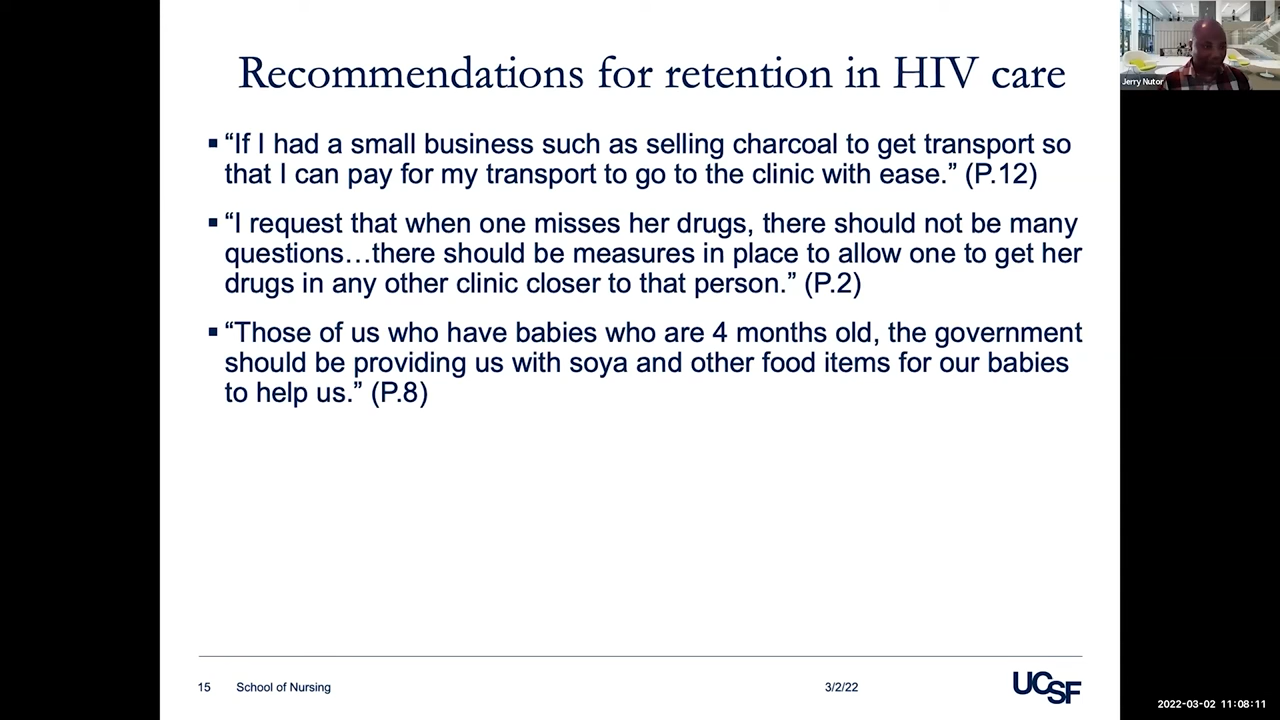 Recommendations for retention in HIV care
▪ “If I had a small business such as selling charcoal to get transport so
that I can pay for my transport to go to the clinic with ease.” (P.12)
▪ “I request that when one misses her drugs, there should not be many
questions…there should be measures in place to allow one to get her
drugs in any other clinic closer to that person.” (P.2)
▪ “Those of us who have babies who are 4 months old, the government
should be providing us with soya and other food items for our babies
to help us.” (P.8)
15 School of Nursing 3/2/22 UCSF
Jerry Nutor
2022-03-02 11:08:11